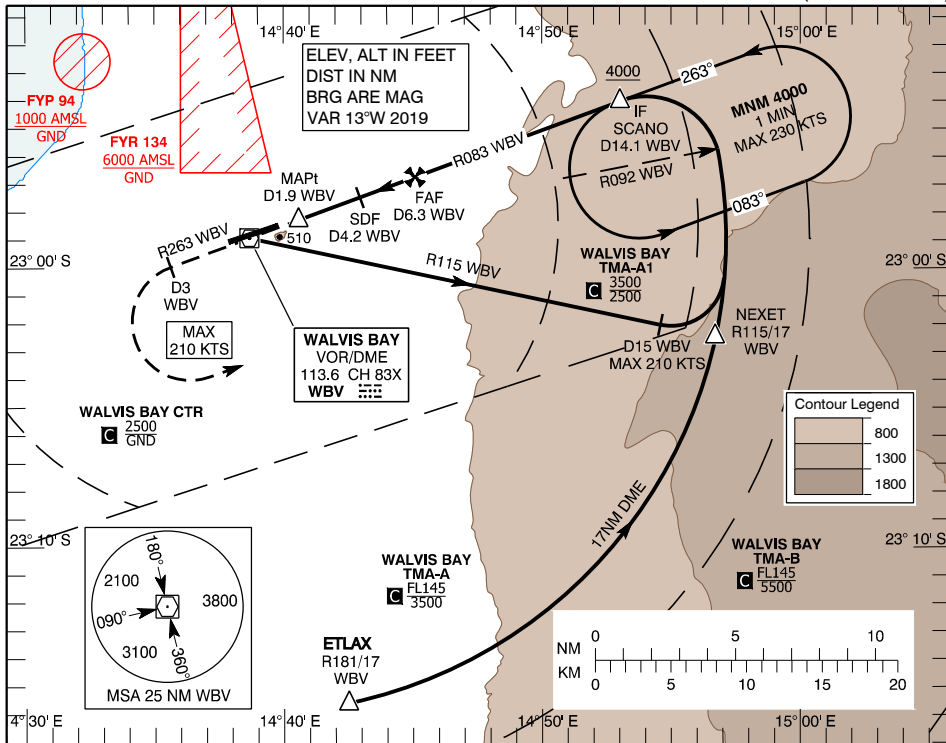 14°40' E
14°50' E
15°00' E
ELEV, ALT IN FEET
DIST IN NM
BRG ARE MAG
VAR 13°W 2019
FYP 94
1000 AMSL
GND
FYR 134
6000 AMSL
GND
4000
263°
MNM 4000
1 MIN
MAX 230 KTS
IF
SCANO
D14.1 WBV
R083 WBV
R092 WBV
083°
MAPt
D1.9 WBV
FAF
D6.3 WBV
SDF
D4.2 WBV
510
R263 WBV
23° 00' S
23° 00' S
D3
WBV
MAX
210 KTS
R115 WBV
WALVIS BAY
TMA-A1
C 3500
2500
NEXET
R115/17
WBV
D15 WBV
MAX 210 KTS
WALVIS BAY
VOR/DME
113.6 CH 83X
WBV
WALVIS BAY CTR
C 2500
GND
Contour Legend
800
1300
1800
23° 10' S
23° 10' S
17NM DME
WALVIS BAY
TMA-A
C FL145
3500
WALVIS BAY
TMA-B
C FL145
5500
180°
2100
3800
090°
3100
360°
MSA 25 NM WBV
ETLAX
R181/17
WBV
NM 0 5 10
KM 0 5 10 15 20
4°30' E
14°40' E
14°50' E
15°00' E